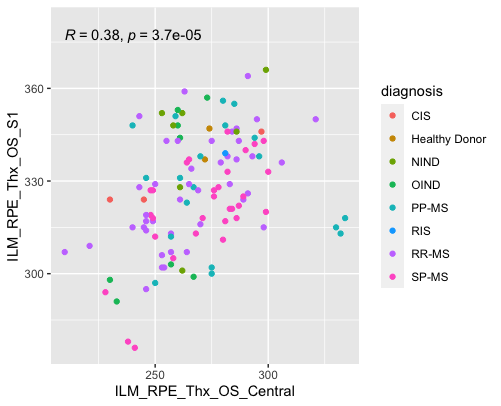 R = 0.38, p = 3.7e-05
360
330
300
250
300
ILM_RPE_Thx_OS_Central
ILM_RPE_Thx_OS_S1
diagnosis
CIS
Healthy Donor
NIND
OIND
PP-MS
RIS
RR-MS
SP-MS